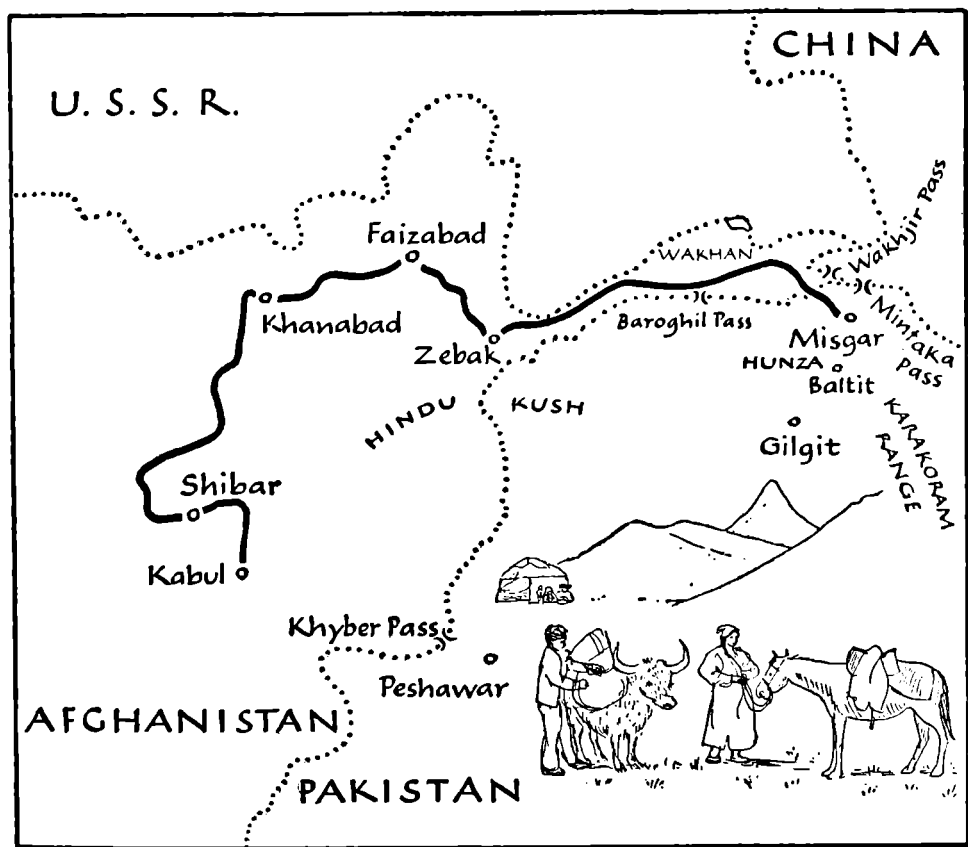 CHINA
U. S. S. R.
Wakhjir Pass
Faizabad
WAKHAN
Khanabad
Baroghil Pass
Mintaka Pass
Zebak
Misgar
HUNZA
Baltit
HINDU KUSH
KARAKORAM
RANGE
Gilgit
Shibar
Kabul
Khyber Pass
Peshawar
AFGHANISTAN
PAKISTAN